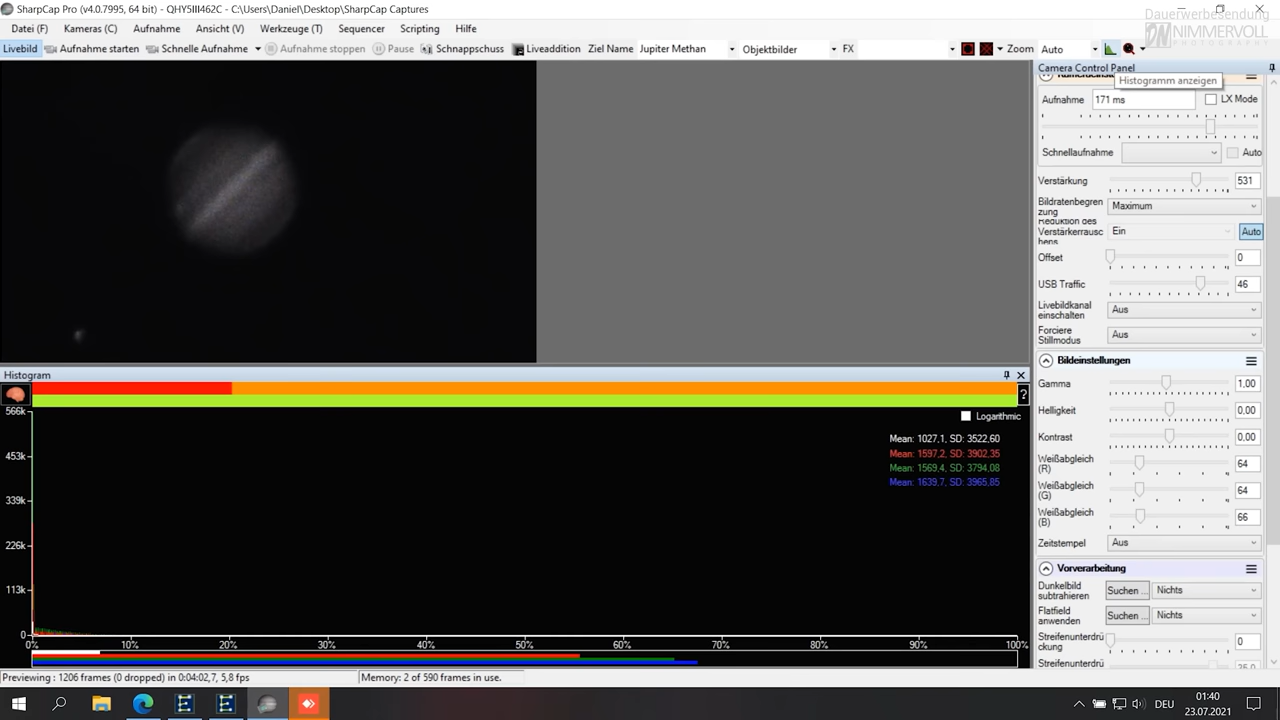 SharpCap Pro (v4.0.7995, 64 bit) - QHY5III462C - C:\Users\Daniel\Desktop\SharpCap Captures
Dauerwerbesendung
NIMMERVOLL
PHOTOGRAPHY
Datei (F) Kameras (C) Aufnahme Ansicht (V) Werkzeuge (T) Sequencer Scripting Hilfe
Livebild Aufnahme starten Schnelle Aufnahme Aufnahme stoppen Pause Schnappschuss Liveaddition Ziel Name Jupiter Methan Objektbilder FX Zoom Auto
Camera Control Panel
Histogramm anzeigen
Aufnahme 171 ms LX Mode
Schnellaufnahme Auto
Verstärkung 531
Bildratenbegrenzung Maximum
Reduktion des Verstärkerrauschens Ein Auto
Offset 0
USB Traffic 46
Livebildkanal einschalten Aus
Forciere Stillmodus Aus
Bildeinstellungen
Gamma 1,00
Helligkeit 0,00
Kontrast 0,00
Weißabgleich (R) 64
Weißabgleich (G) 64
Weißabgleich (B) 66
Zeitstempel Aus
Vorverarbeitung
Dunkelbild subtrahieren Suchen ... Nichts
Flatfield anwenden Suchen ... Nichts
Streifenunterdrückung 0
Streifenunterdrü 25,0
Histogram
?
Logarithmic
Mean: 1027,1, SD: 3522,60
Mean: 1597,2, SD: 3902,35
Mean: 1569,4, SD: 3794,08
Mean: 1639,7, SD: 3965,85
566k
453k
339k
226k
113k
0
0% 10% 20% 30% 40% 50% 60% 70% 80% 90% 100%
Previewing : 1206 frames (0 dropped) in 0:04:02,7, 5,8 fps Memory: 2 of 590 frames in use.
DEU 01:40
23.07.2021